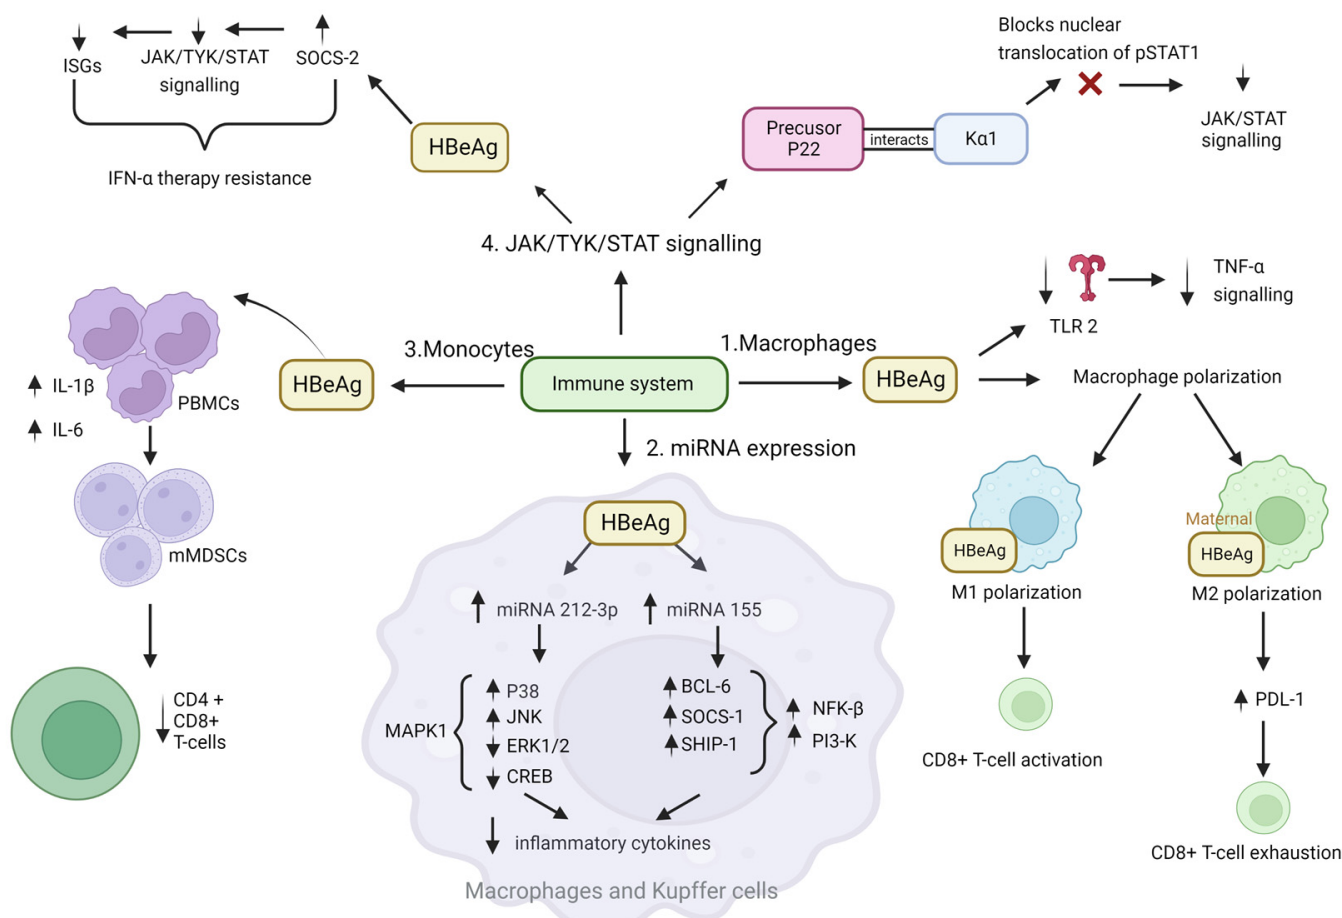 ISGs
JAK/TYK/STAT
signalling
SOCS-2
IFN-α therapy resistance
HBeAg
Blocks nuclear
translocation of pSTAT1
Precusor
P22
interacts
Kα1
JAK/STAT
signalling
4. JAK/TYK/STAT signalling
TLR 2
TNF-α
signalling
3.Monocytes
1.Macrophages
HBeAg
Immune system
HBeAg
Macrophage polarization
IL-1β
IL-6
PBMCs
2. miRNA expression
mMDSCs
CD4 +
CD8+
T-cells
HBeAg
miRNA 212-3p
miRNA 155
MAPK1
P38
JNK
ERK1/2
CREB
BCL-6
SOCS-1
SHIP-1
NFK-β
PI3-K
inflammatory cytokines
Macrophages and Kupffer cells
HBeAg
M1 polarization
CD8+ T-cell activation
Maternal
HBeAg
M2 polarization
PDL-1
CD8+ T-cell exhaustion